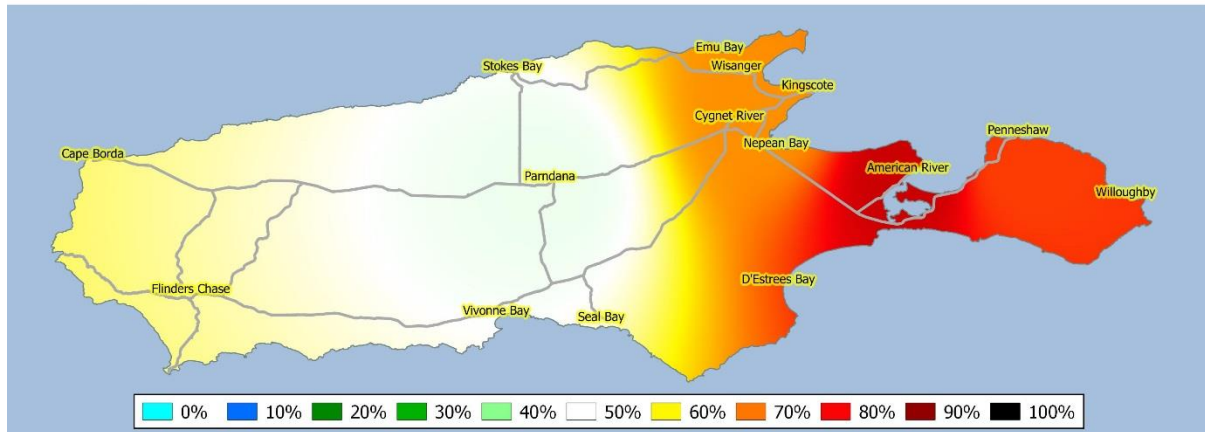 Emu Bay
Stokes Bay
Wisanger
Kingscote
Cygnet River
Penneshaw
Nepean Bay
Cape Borda
American River
Parndana
Willoughby
D'Estrees Bay
Flinders Chase
Vivonne Bay
Seal Bay
0% 10% 20% 30% 40% 50% 60% 70% 80% 90% 100%